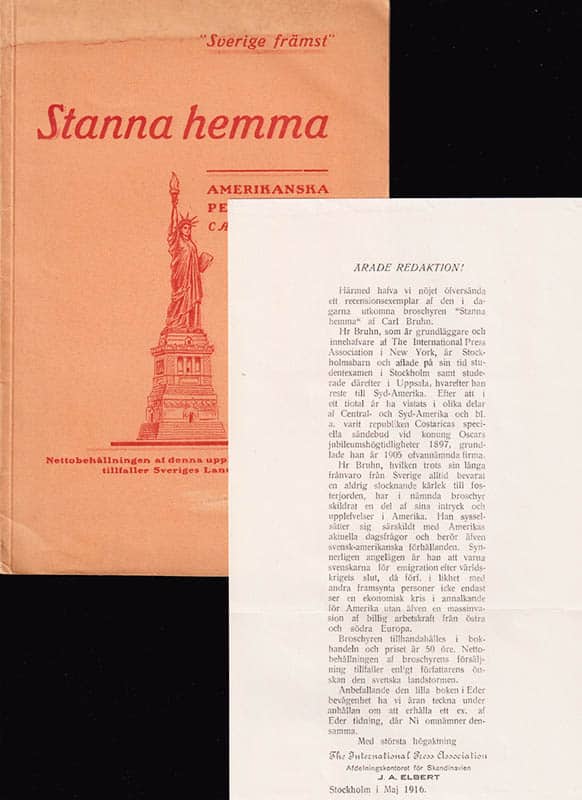 "Sverige främst"
Stanna hemma
AMERIKANSKA
PE
CA
Nettobehållningen af denna upp
tillfaller Sveriges Lan
ÄRADE REDAKTION!
Härmed hafva vi nöjet öfversända
ett recensionsexemplar af den i da-
garna utkomna broschyren "Stanna
hemma" af Carl Bruhn.
Hr Bruhn, som är grundläggare och
innehafvare af The International Press
Association i New York, är Stock-
holmsbarn och aflade på sin tid stu-
dentexamen i Stockholm samt stude-
rade därefter i Uppsala, hvarefter han
reste till Syd-Amerika. Efter att i
ett tiotal år ha vistats i olika delar
af Central- och Syd-Amerika och bl.
a. varit republiken Costaricas speci-
ella sändebud vid konung Oscars
jubileumshögtidligheter 1897, grund-
lade han år 1905 ofvannämnda firma.
Hr Bruhn, hvilken trots sin långa
frånvaro från Sverige alltid bevarat
en aldrig slocknande kärlek till fos-
terjorden, har i nämnda broschyr
skildrat en del af sina intryck och
upplefvelser i Amerika. Han syssel-
sätter sig särskildt med Amerikas
aktuella dagsfrågor och berör äfven
svensk-amerikanska förhållanden. Syn-
nerligen angelägen är han att varna
svenskarna för emigration efter världs-
krigets slut, då förf. i likhet med
andra framsynta personer icke endast
ser en ekonomisk kris i annalkande
för Amerika utan äfven en massinva-
sion af billig arbetskraft från östra
och södra Europa.
Broschyren tillhandahålles i bok-
handeln och priset är 50 öre. Netto-
behållningen af broschyrens försälj-
ning tillfaller enligt författarens ön-
skan den svenska landstormen.
Anbefallande den lilla boken i Eder
bevågenhet ha vi äran teckna under
anhållan om att erhålla ett ex. af
Eder tidning, där Ni omnämner den-
samma.
Med största högaktning
The International Press Association
Afdelningskontoret för Skandinavien
J. A. ELBERT
Stockholm i Maj 1916.